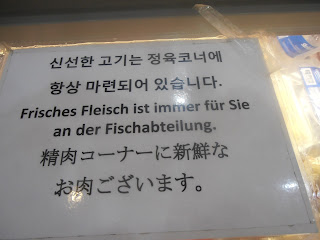 신선한 고기는 정육코너에
항상 마련되어 있습니다.
Frisches Fleisch ist immer für Sie
an der Fischabteilung.
精肉コーナーに新鮮な
お肉ございます。